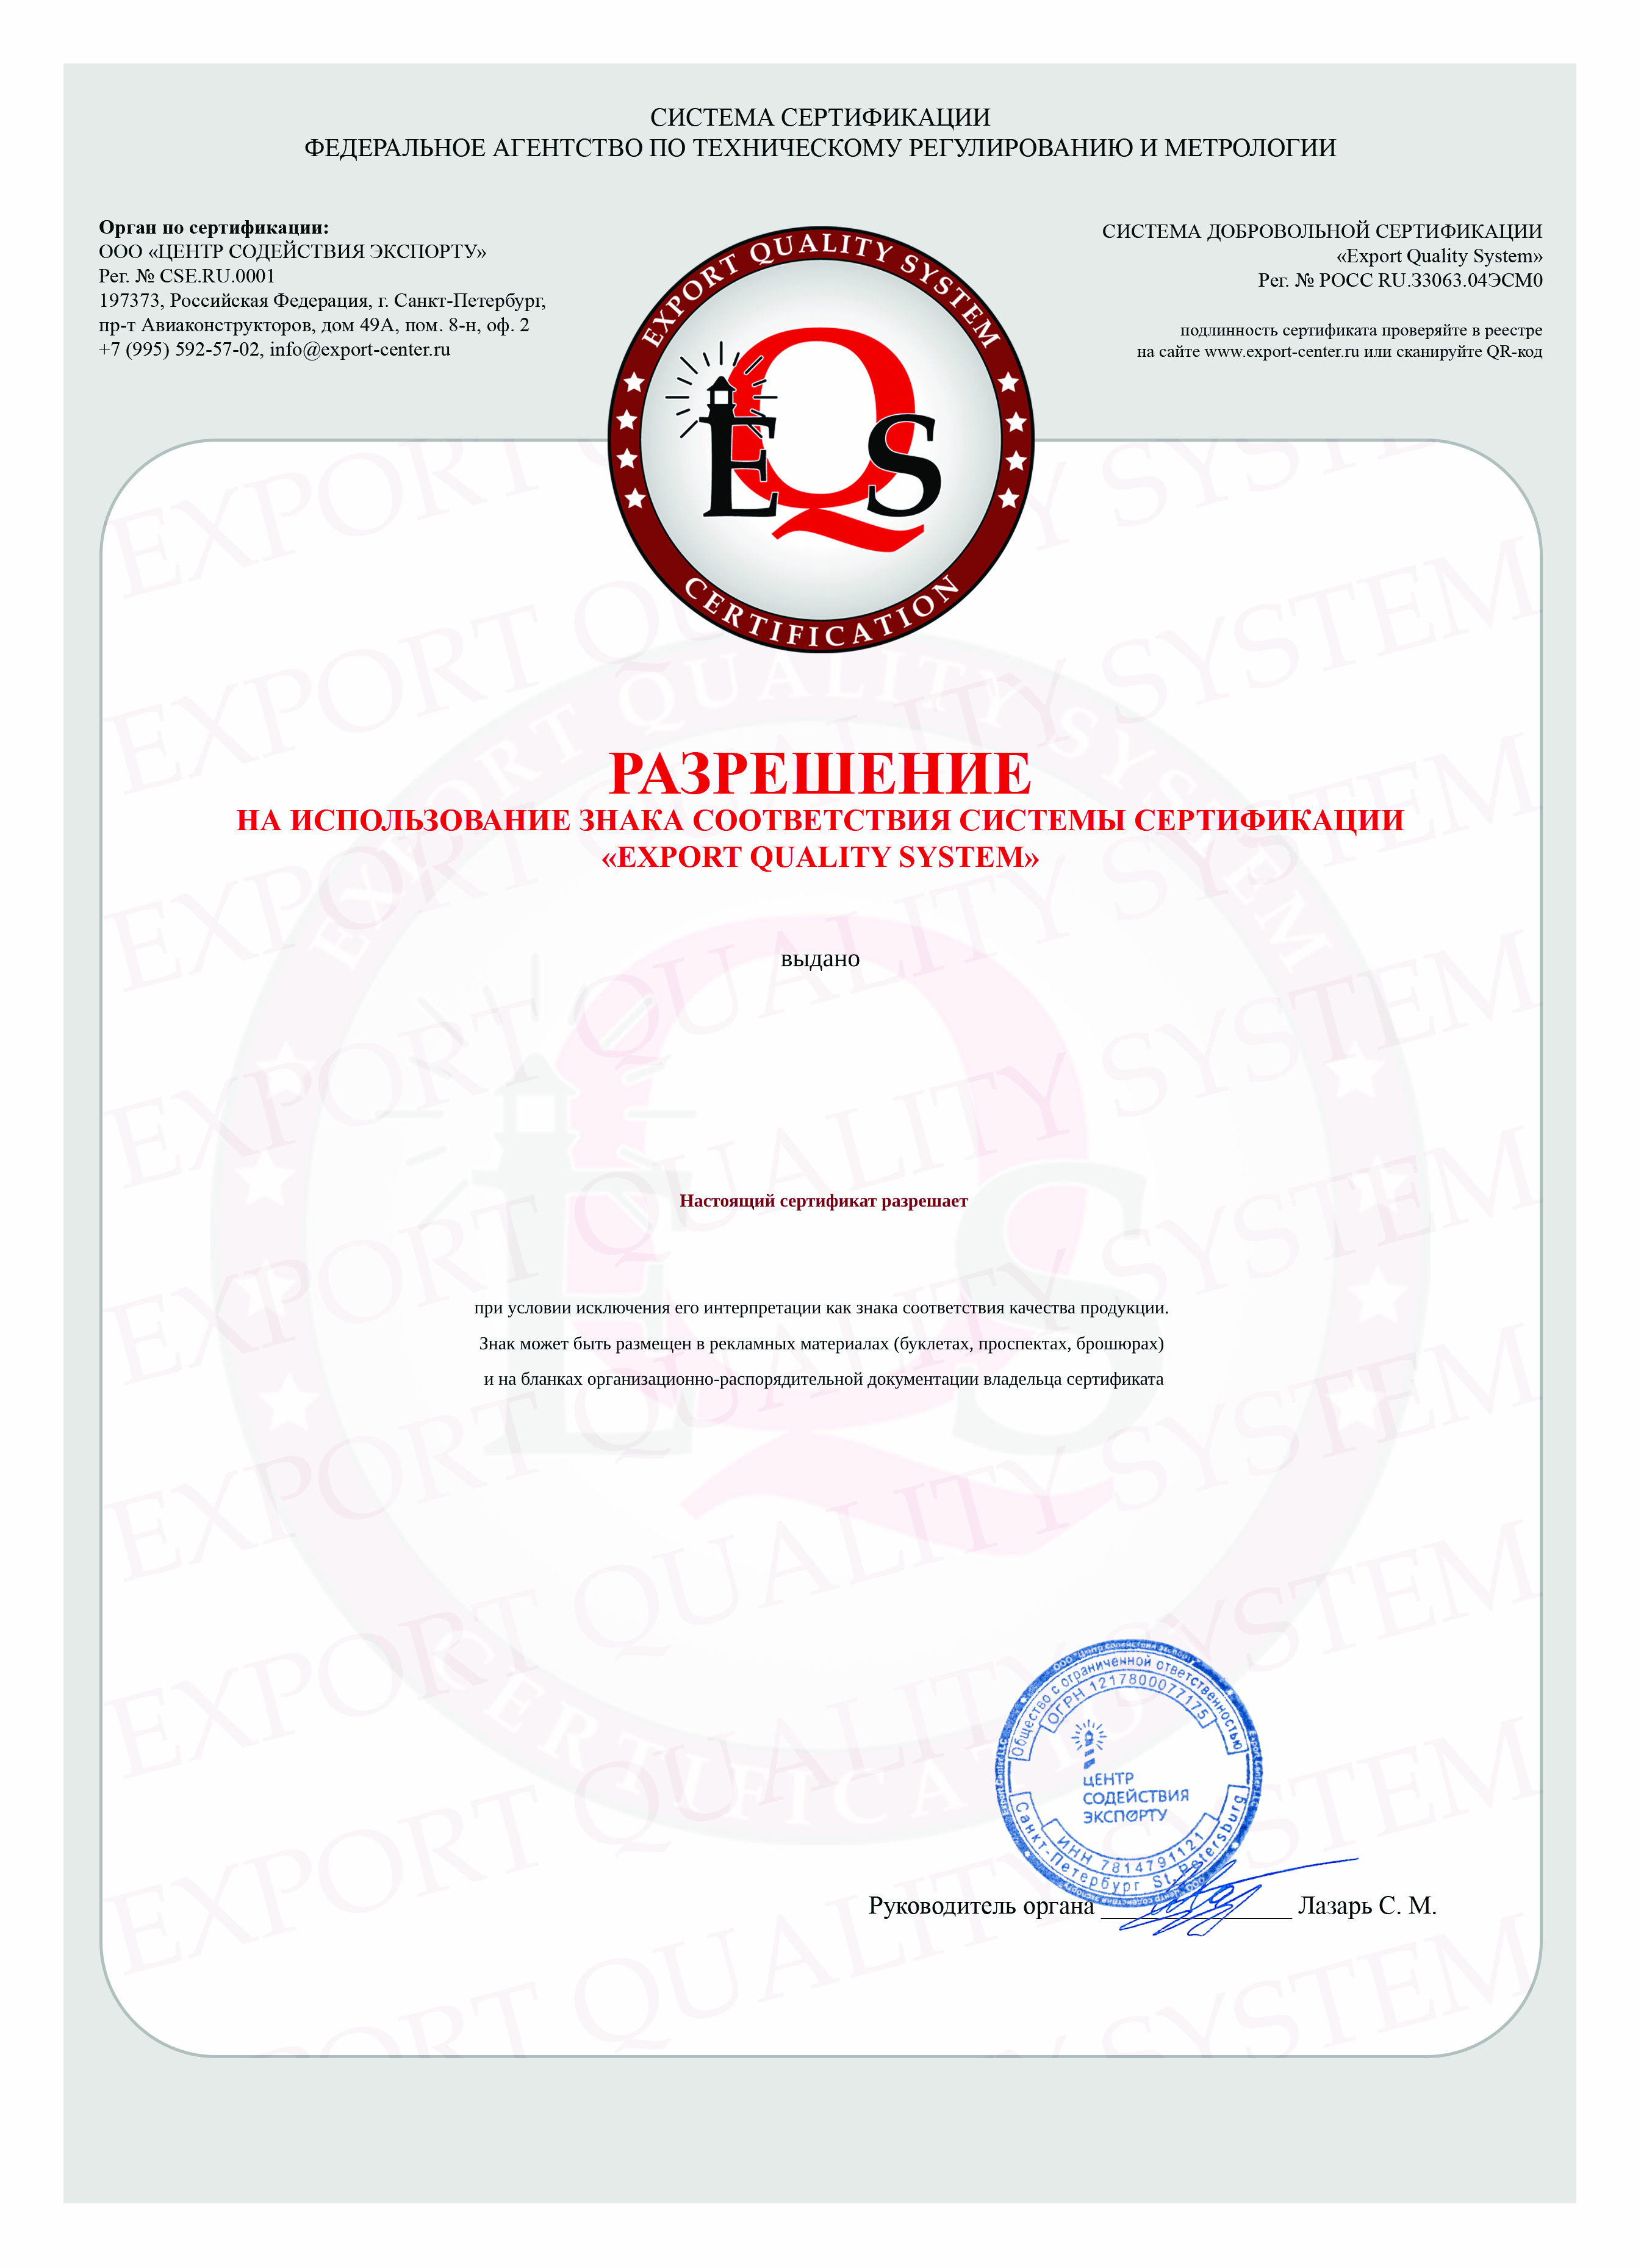 СИСТЕМА СЕРТИФИКАЦИИ
ФЕДЕРАЛЬНОЕ АГЕНТСТВО ПО ТЕХНИЧЕСКОМУ РЕГУЛИРОВАНИЮ И МЕТРОЛОГИИ
Орган по сертификации:
ООО «ЦЕНТР СОДЕЙСТВИЯ ЭКСПОРТУ»
Рег. № CSE.RU.0001
197373, Российская Федерация, г. Санкт-Петербург,
пр-т Авиаконструкторов, дом 49А, пом. 8-н, оф. 2
+7 (995) 592-57-02, info@export-center.ru
СИСТЕМА ДОБРОВОЛЬНОЙ СЕРТИФИКАЦИИ
«Export Quality System»
Рег. № РОСС RU.З3063.04ЭСМ0
подлинность сертификата проверяйте в реестре
на сайте www.export-center.ru или сканируйте QR-код
EXPORT QUALITY SYSTEM
EQS
CERTIFICATION
РАЗРЕШЕНИЕ
НА ИСПОЛЬЗОВАНИЕ ЗНАКА СООТВЕТСТВИЯ СИСТЕМЫ СЕРТИФИКАЦИИ
«EXPORT QUALITY SYSTEM»
выдано
Настоящий сертификат разрешает
при условии исключения его интерпретации как знака соответствия качества продукции.
Знак может быть размещен в рекламных материалах (буклетах, проспектах, брошюрах)
и на бланках организационно-распорядительной документации владельца сертификата
Общество с ограниченной ответственностью
ОГРН 1217800077175
ЦЕНТР
СОДЕЙСТВИЯ
ЭКСПОРТУ
ИНН 7814791121
Санкт-Петербург St. Petersburg
Руководитель органа Лазарь С. М.